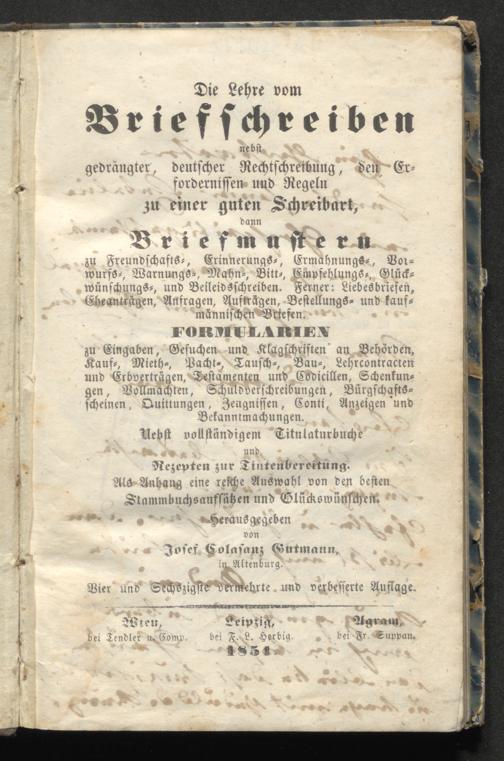 Die Lehre vom
Briefschreiben
nebst
gedrängter, deutscher Rechtschreibung, den Er-
fordernissen und Regeln
zu einer guten Schreibart,
dann
Briefmustern
zu Freundschafts-, Erinnerungs-, Ermahnungs-, Vor-
wurfs-, Warnungs-, Mahn-, Bitt-, Empfehlungs-, Glück-
wünschungs-, und Beileidsschreiben. Ferner: Liebesbriefen,
Eheanträgen, Anfragen, Aufträgen, Bestellungs- und kauf-
männischen Briefen.
FORMULARIEN
zu Eingaben, Gesuchen und Klagschriften an Behörden,
Kauf-, Mieth-, Pacht-, Tausch-, Bau-, Lehrcontracten
und Erbverträgen, Testamenten und Codicillen, Schenkun-
gen, Vollmachten, Schuldverschreibungen, Bürgschafts-
scheinen, Quittungen, Zeugnissen, Conti, Anzeigen und
Bekanntmachungen.
Nebst vollständigem Titulaturbuche
und
Rezepten zur Tintenbereitung.
Als Anhang eine reiche Auswahl von den besten
Stammbuchsaufsätzen und Glückswünschen.
Herausgegeben
von
Josef Colasanz Gutmann,
in Altenburg.
Vier und Sechszigste vermehrte und verbesserte Auflage.
Wien, Leipzig, Agram,
bei Tendler u. Comp. bei F. L. Herbig. bei Fr. Suppan.
1851